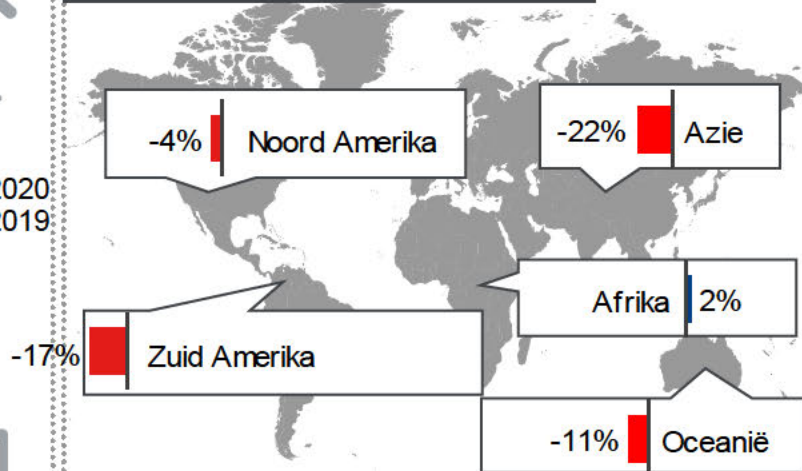 -4% Noord Amerika
-22% Azie
2020
2019
Afrika 2%
-17% Zuid Amerika
-11% Oceanië